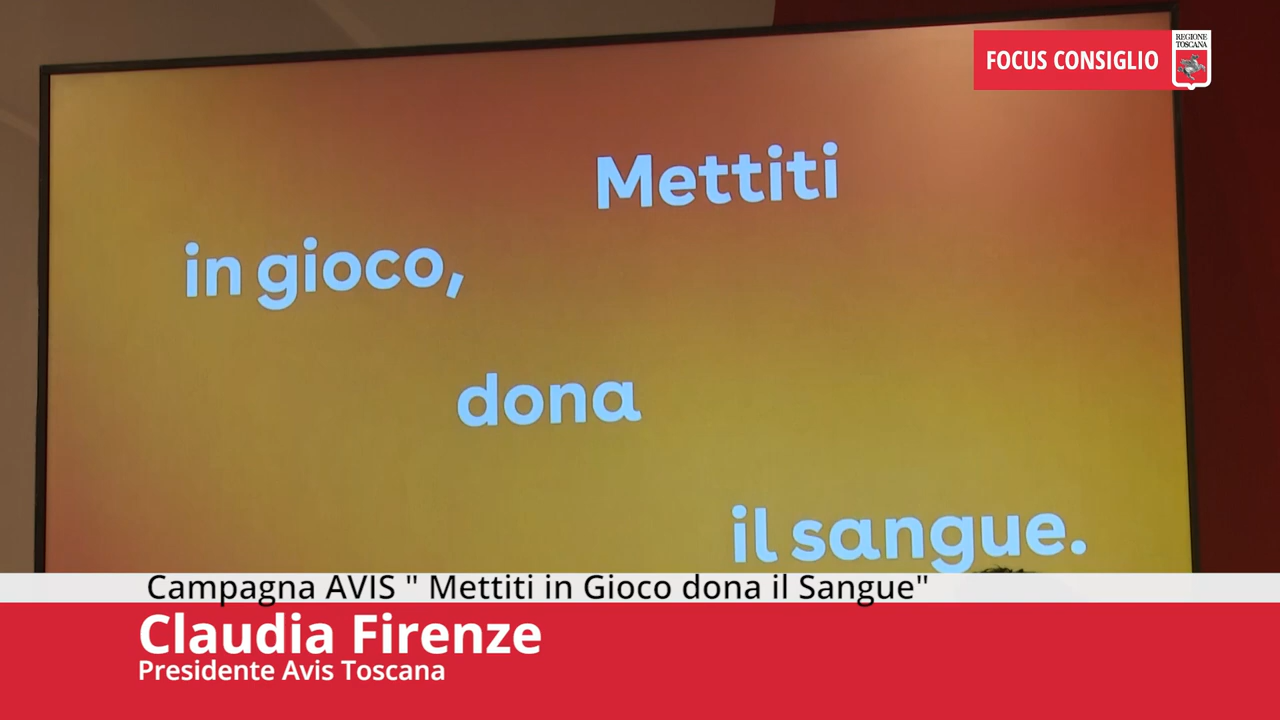 FOCUS CONSIGLIO
REGIONE
TOSCANA
Mettiti
in gioco,
dona
il sangue.
Campagna AVIS " Mettiti in Gioco dona il Sangue"
Claudia Firenze
Presidente Avis Toscana